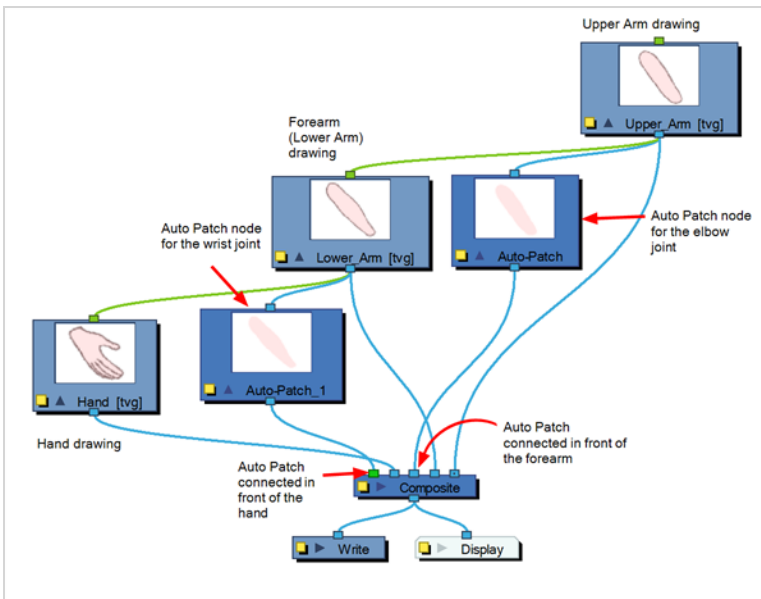 Upper Arm drawing
Upper_Arm [tvg]
Forearm
(Lower Arm)
drawing
Auto Patch node
for the wrist joint
Lower_Arm [tvg]
Auto-Patch
Auto Patch node
for the elbow
joint
Hand [tvg]
Auto-Patch_1
Hand drawing
Auto Patch
connected in front of
the forearm
Auto Patch
connected in
front of the
hand
Composite
Write
Display